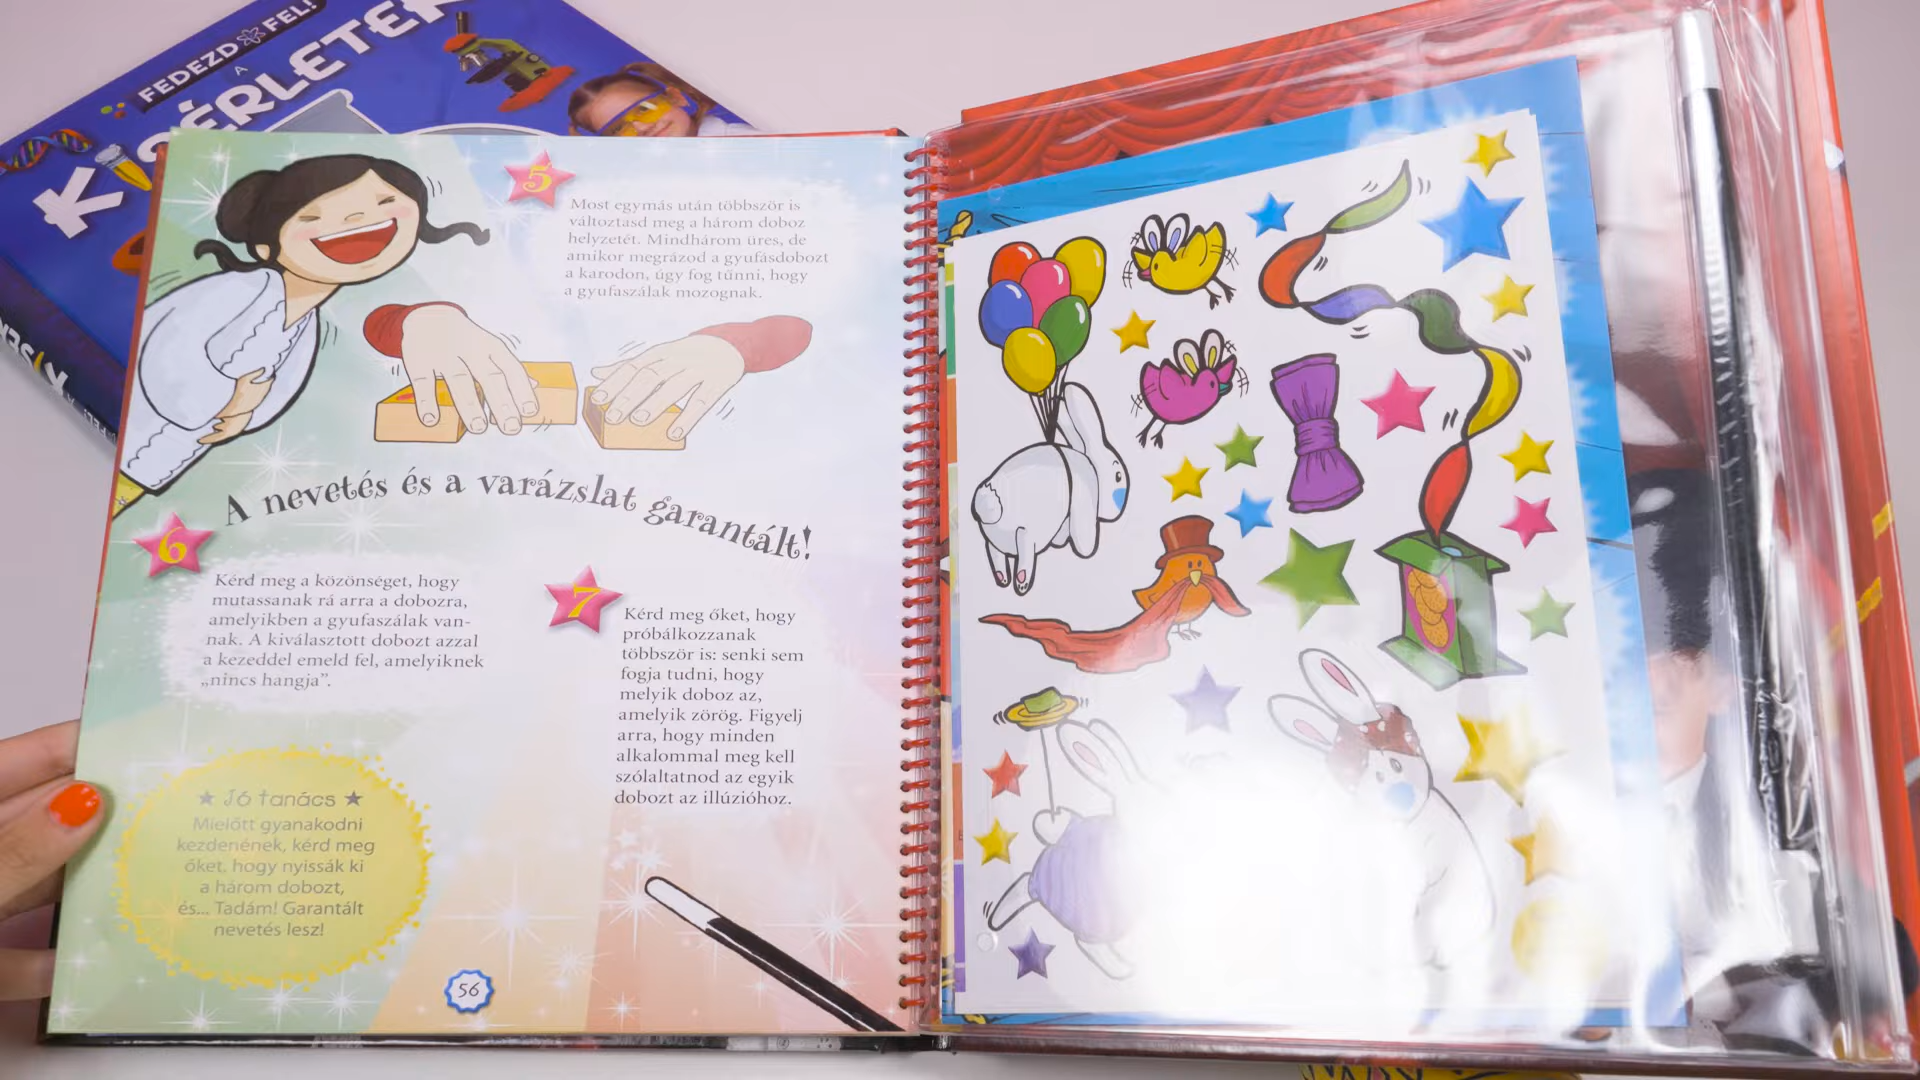 FEDEZD FEL!
A
5
Most egymás után többször is
változtasd meg a három doboz
helyzetét. Mindhárom üres, de
amikor megrázod a gyufásdobozt
a karodon, úgy fog tűnni, hogy
a gyufaszálak mozognak.
A nevetés és a varázslat garantált!
6
Kérd meg a közönséget, hogy
mutassanak rá arra a dobozra,
amelyikben a gyufaszálak van-
nak. A kiválasztott dobozt azzal
a kezeddel emeld fel, amelyiknek
„nincs hangja”.
7
Kérd meg őket, hogy
próbálkozzanak
többször is: senki sem
fogja tudni, hogy
melyik doboz az,
amelyik zörög. Figyelj
arra, hogy minden
alkalommal meg kell
szólaltatnod az egyik
dobozt az illúzióhoz.
Jó tanács
Mielőtt gyanakodni
kezdenének, kérd meg
őket, hogy nyissák ki
a három dobozt,
és... Tadám! Garantált
nevetés lesz!
56